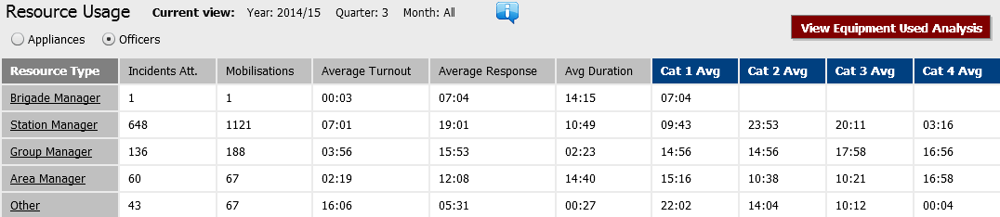 Resource Usage Current view: Year: 2014/15 Quarter: 3 Month: All
View Equipment Used Analysis
Appliances Officers
Resource Type Incidents Att. Mobilisations Average Turnout Average Response Avg Duration Cat 1 Avg Cat 2 Avg Cat 3 Avg Cat 4 Avg
Brigade Manager 1 1 00:03 07:04 14:15 07:04
Station Manager 648 1121 07:01 19:01 10:49 09:43 23:53 20:11 03:16
Group Manager 136 188 03:56 15:53 02:23 14:56 14:56 17:58 16:56
Area Manager 60 67 02:19 12:08 14:40 15:16 10:38 10:21 16:58
Other 43 67 16:06 05:31 00:27 22:02 14:04 10:12 00:04